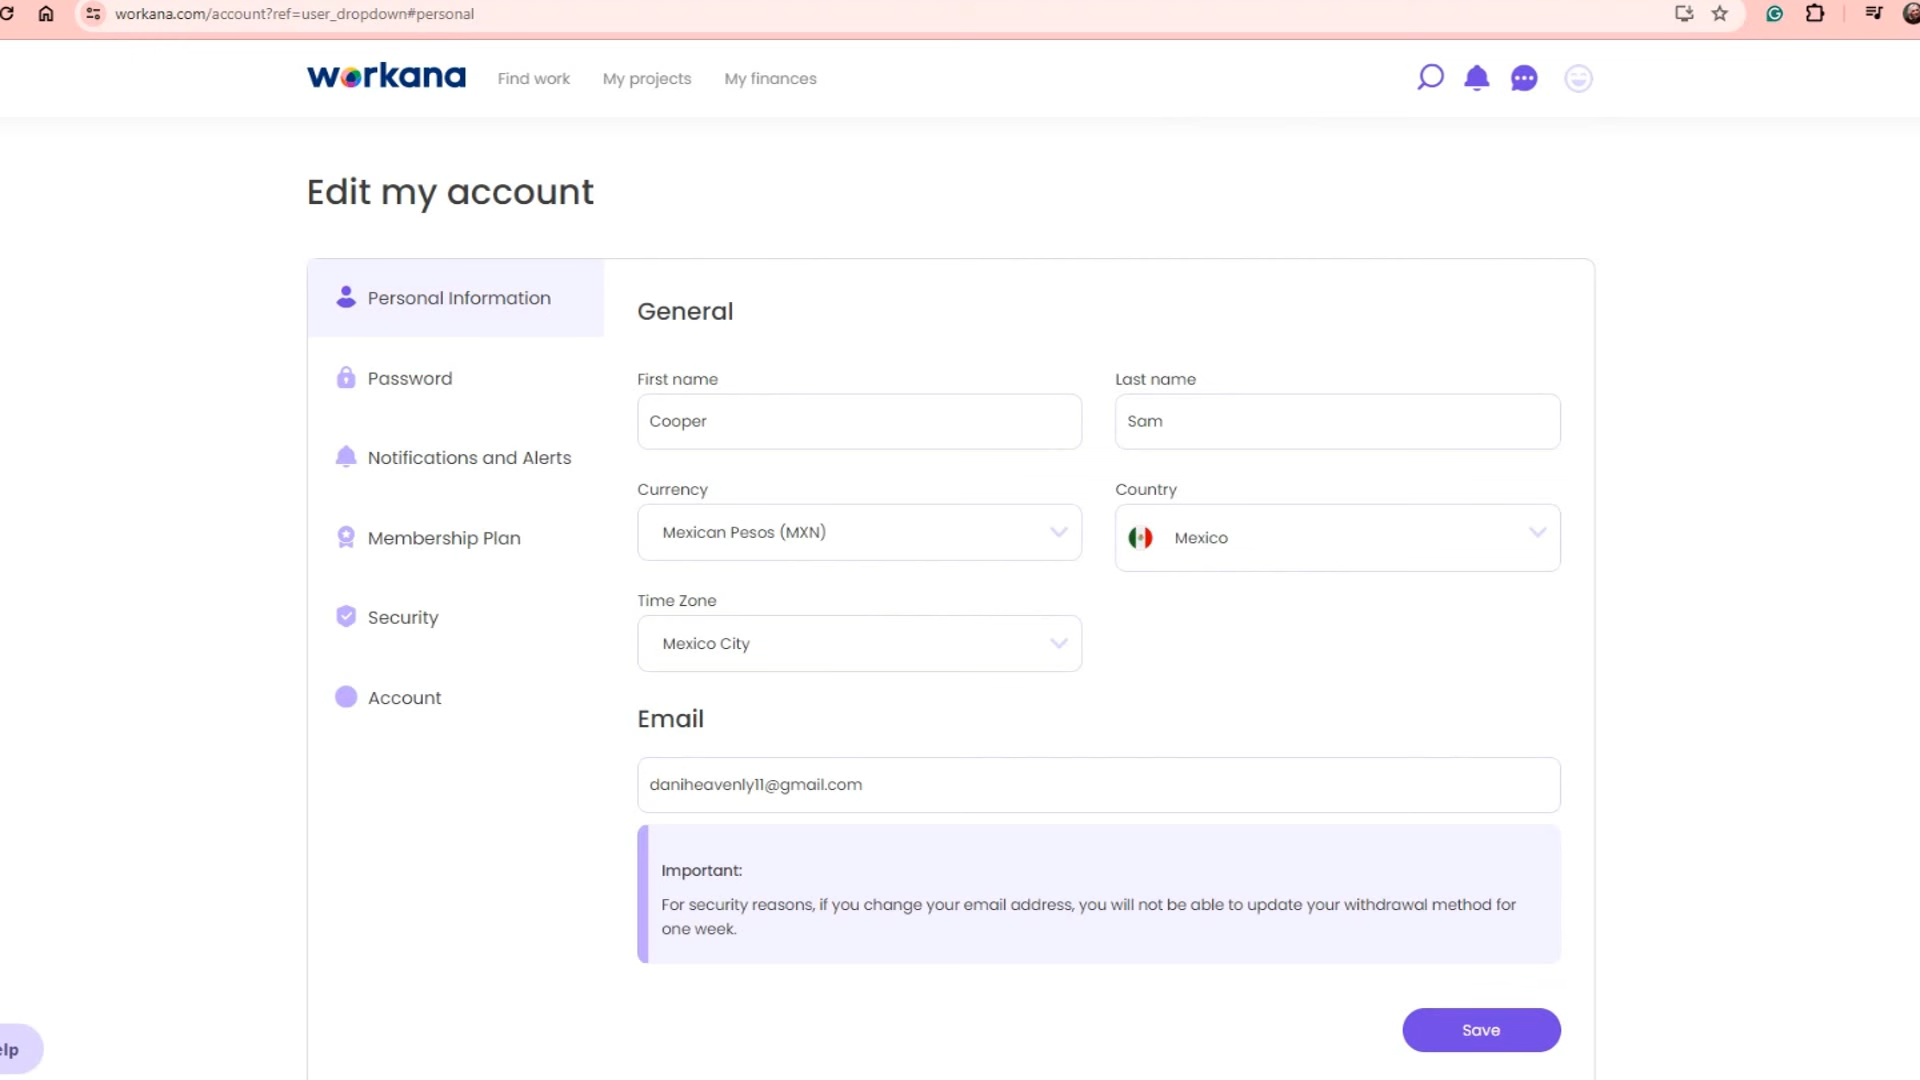 workana.com/account?ref=user_dropdown#personal
workana
Find work
My projects
My finances
Edit my account
Personal Information
Password
Notifications and Alerts
Membership Plan
Security
Account
General
First name
Last name
Cooper
Sam
Currency
Country
Mexican Pesos (MXN)
Mexico
Time Zone
Mexico City
Email
daniheavenly11@gmail.com
Important:
For security reasons, if you change your email address, you will not be able to update your withdrawal method for
one week.
Save
elp